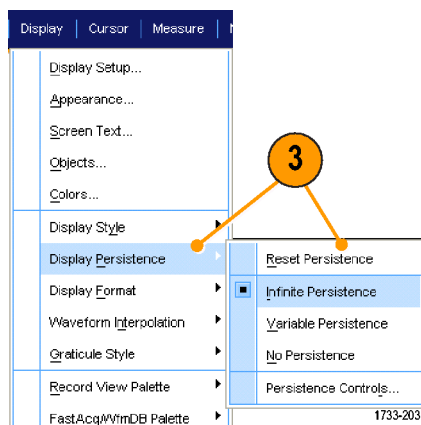 Display Cursor Measure
Display Setup...
Appearance...
Screen Text...
Objects...
3
Colors...
Display Style
Display Persistence
Reset Persistence
Display Format
Infinite Persistence
Waveform Interpolation
Variable Persistence
Graticule Style
No Persistence
Record View Palette
Persistence Controls...
FastAcq/WfmDB Palette
1733-203